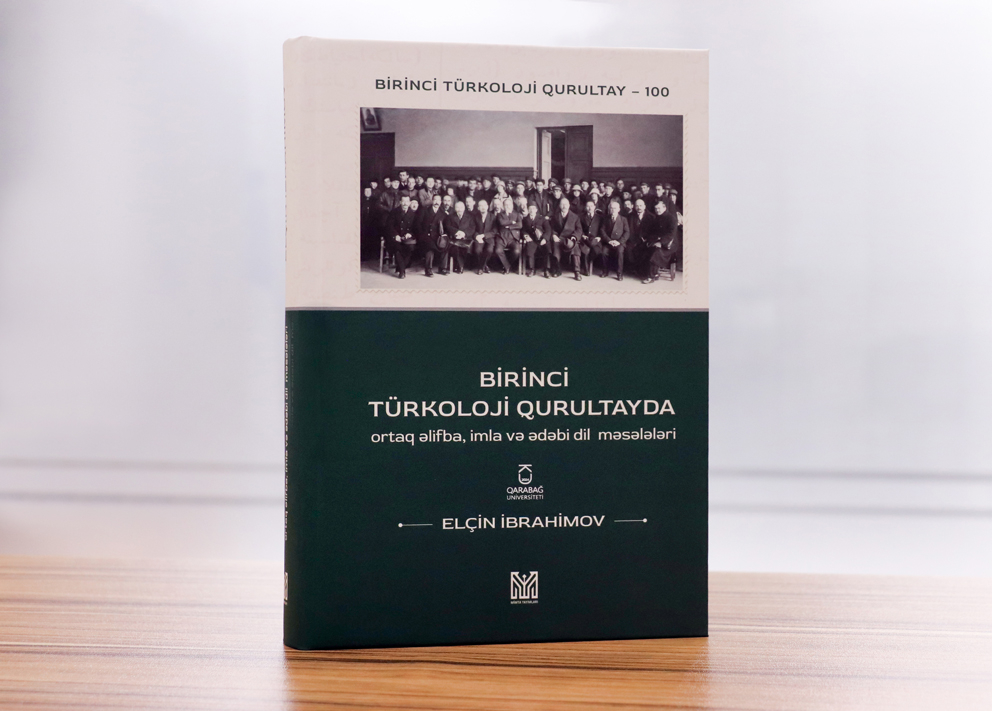 BİRİNCİ TÜRKOLOJİ QURULTAY – 100
BİRİNCİ
TÜRKOLOJİ QURULTAYDA
ortaq əlifba, imla və ədəbi dil məsələləri
QARABAĞ
UNİVERSİTETİ
ELÇİN İBRAHİMOV